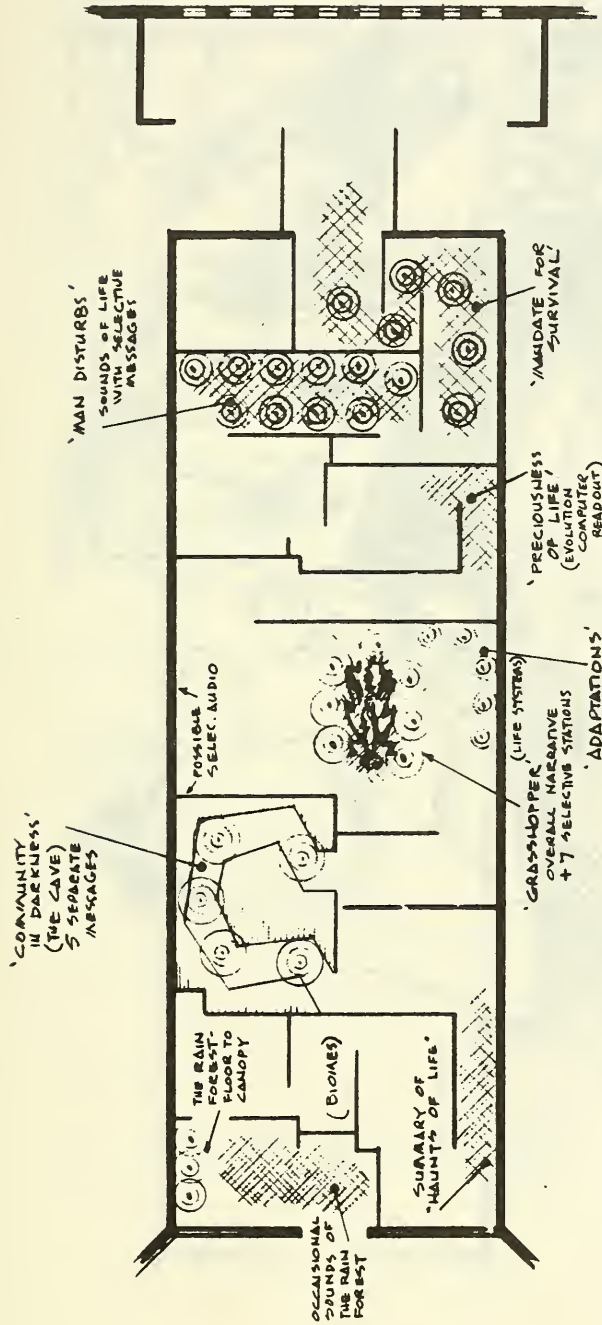 'MAN DISTURBS'
SOUNDS OF LIFE
WITH SELECTIVE
MESSAGES
'MANDATE FOR
SURVIVAL'
'PRECIOUSNESS
OF LIFE'
(EVOLUTION
COMPUTER
READOUT)
POSSIBLE
SELEC. AUDIO
'ADAPTATIONS'
(LIFE SYSTEMS)
'GRASSHOPPER'
OVERALL NARRATIVE
+7 SELECTIVE STATIONS
'COMMUNITY
IN DARKNESS'
(THE CAVE)
5 SEPARATE
MESSAGES
THE RAIN
FOREST-
FLOOR TO
CANOPY
(BIOMES)
SUMMARY OF
"HAUNTS OF LIFE"
OCCAISIONAL
SOUNDS OF
THE RAIN
FOREST